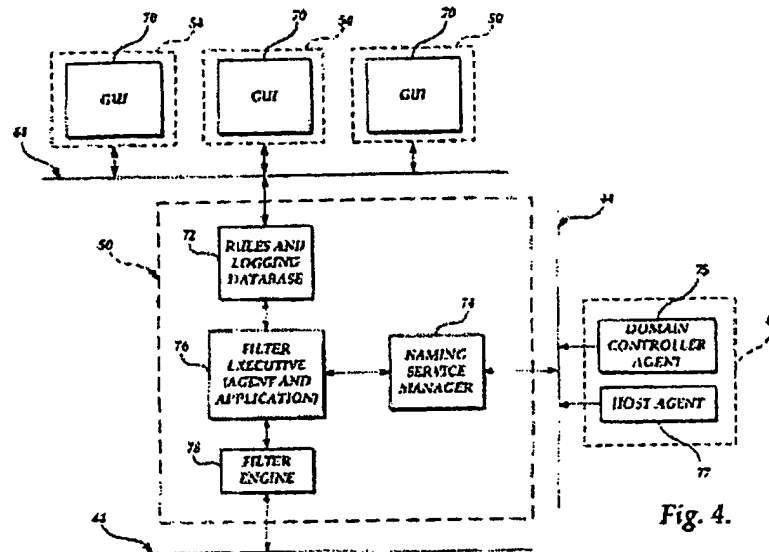 70
54
70
54
70
50
GUI
GUI
GUI
50
72
RULES AND
LOGGING
DATABASE
44
76
FILTER
EXECUTIVE
(AGENT AND
APPLICATION)
74
NAMING
SERVICE
MANAGER
75
DOMAIN
CONTROLLER
AGENT
HOST AGENT
77
78
FILTER
ENGINE
Fig. 4.